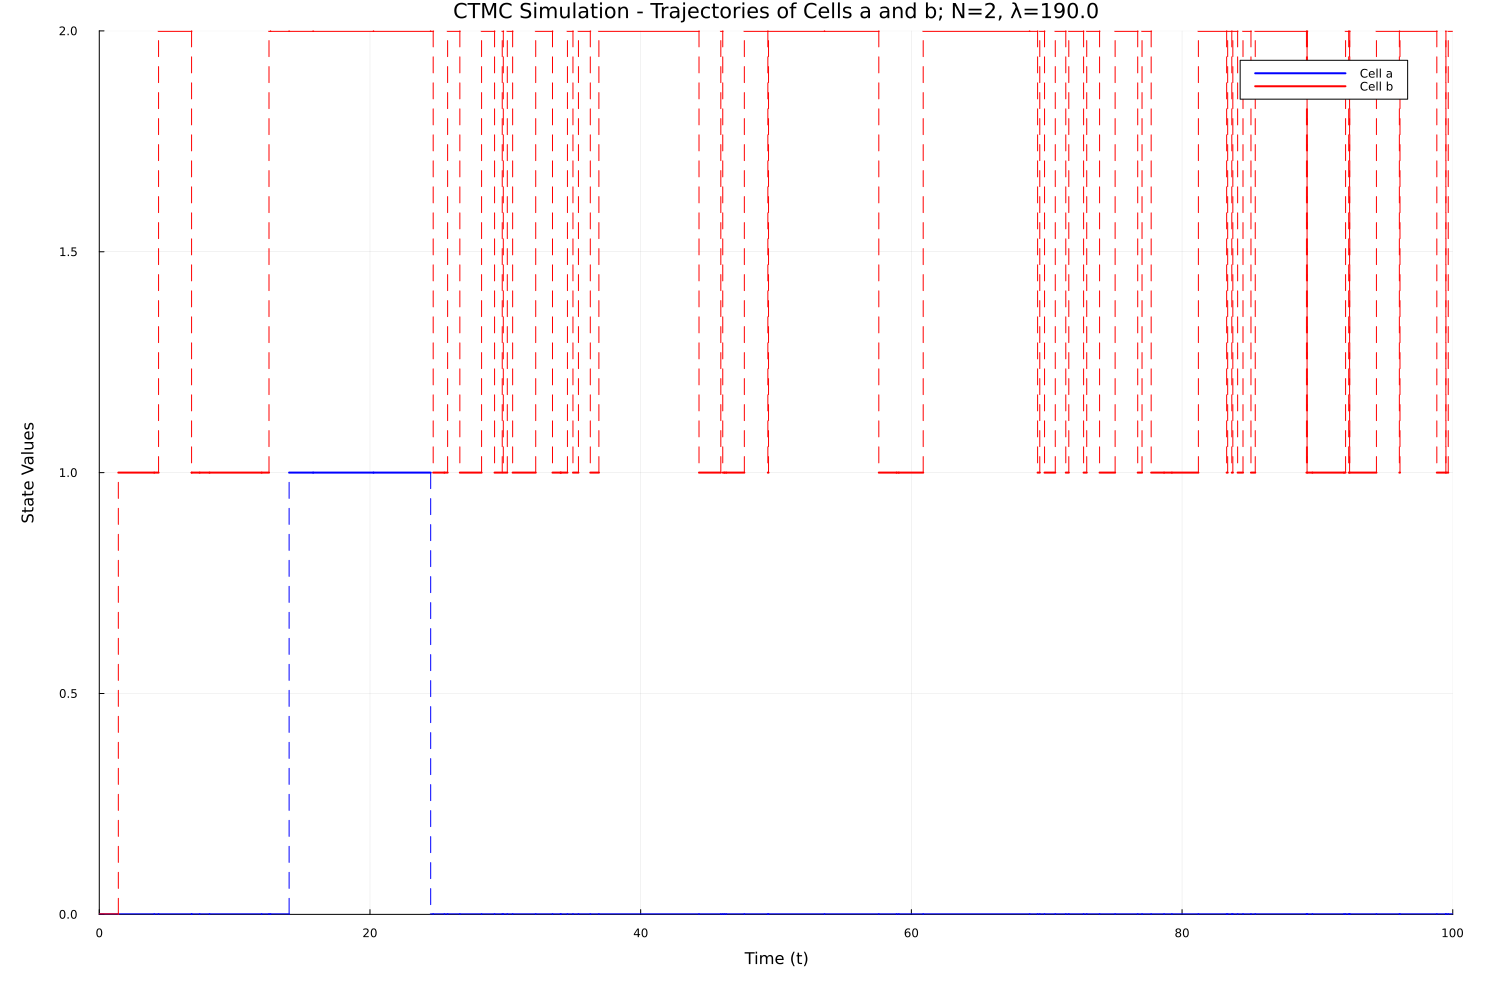 CTMC Simulation - Trajectories of Cells a and b; N=2, λ=190.0
2.0
Cell a
Cell b
1.5
1.0
State Values
0.5
0.0
0 20 40 60 80 100
Time (t)